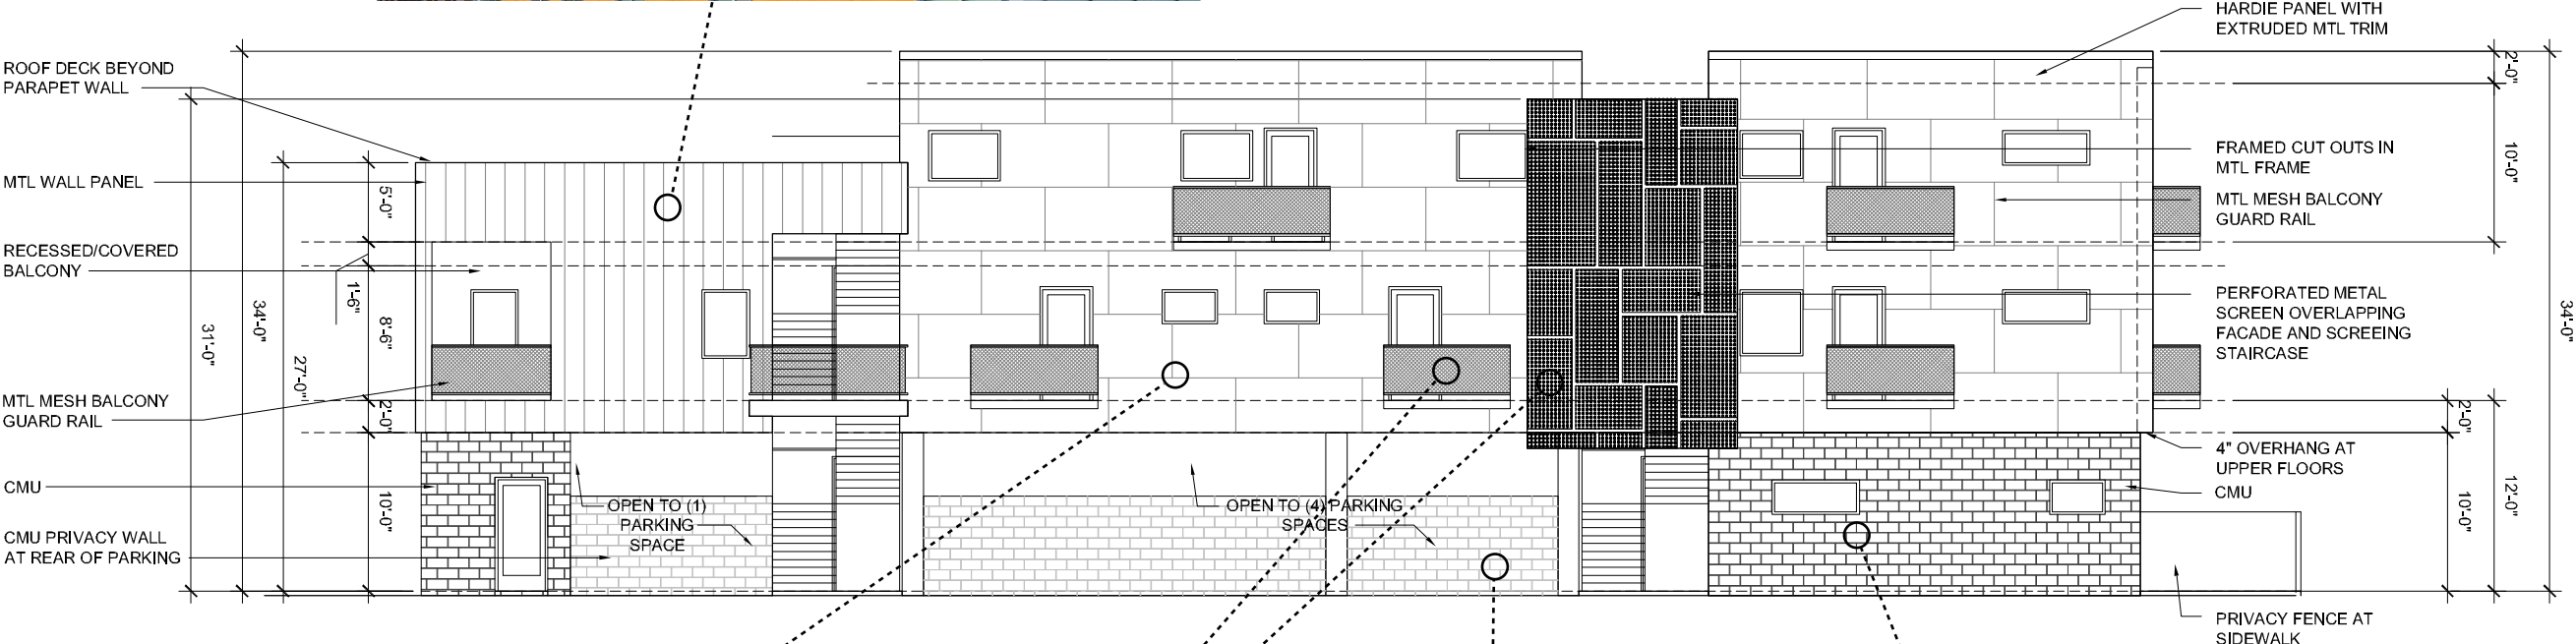 ROOF DECK BEYOND
PARAPET WALL
MTL WALL PANEL
RECESSED/COVERED
BALCONY
MTL MESH BALCONY
GUARD RAIL
CMU
CMU PRIVACY WALL
AT REAR OF PARKING
31'-0"
34'-0"
27'-0"
1'-6"
5'-0"
8'-6"
2'-0"
10'-0"
OPEN TO (1)
PARKING
SPACE
OPEN TO (4) PARKING
SPACES
HARDIE PANEL WITH
EXTRUDED MTL TRIM
FRAMED CUT OUTS IN
MTL FRAME
MTL MESH BALCONY
GUARD RAIL
PERFORATED METAL
SCREEN OVERLAPPING
FACADE AND SCREEING
STAIRCASE
4" OVERHANG AT
UPPER FLOORS
CMU
PRIVACY FENCE AT
SIDEWALK
2'-0"
10'-0"
2'-0"
10'-0"
12'-0"
34'-0"